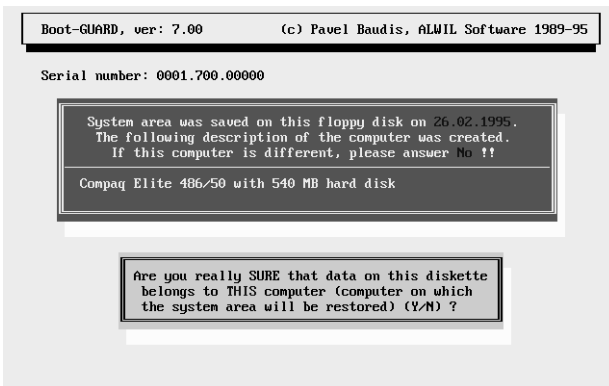 Boot-GUARD, ver: 7.00 (c) Pavel Baudis, ALWIL Software 1989-95
Serial number: 0001.700.00000
System area was saved on this floppy disk on 26.02.1995.
The following description of the computer was created.
If this computer is different, please answer No !!
Compaq Elite 486/50 with 540 MB hard disk
Are you really SURE that data on this diskette
belongs to THIS computer (computer on which
the system area will be restored) (Y/N) ?